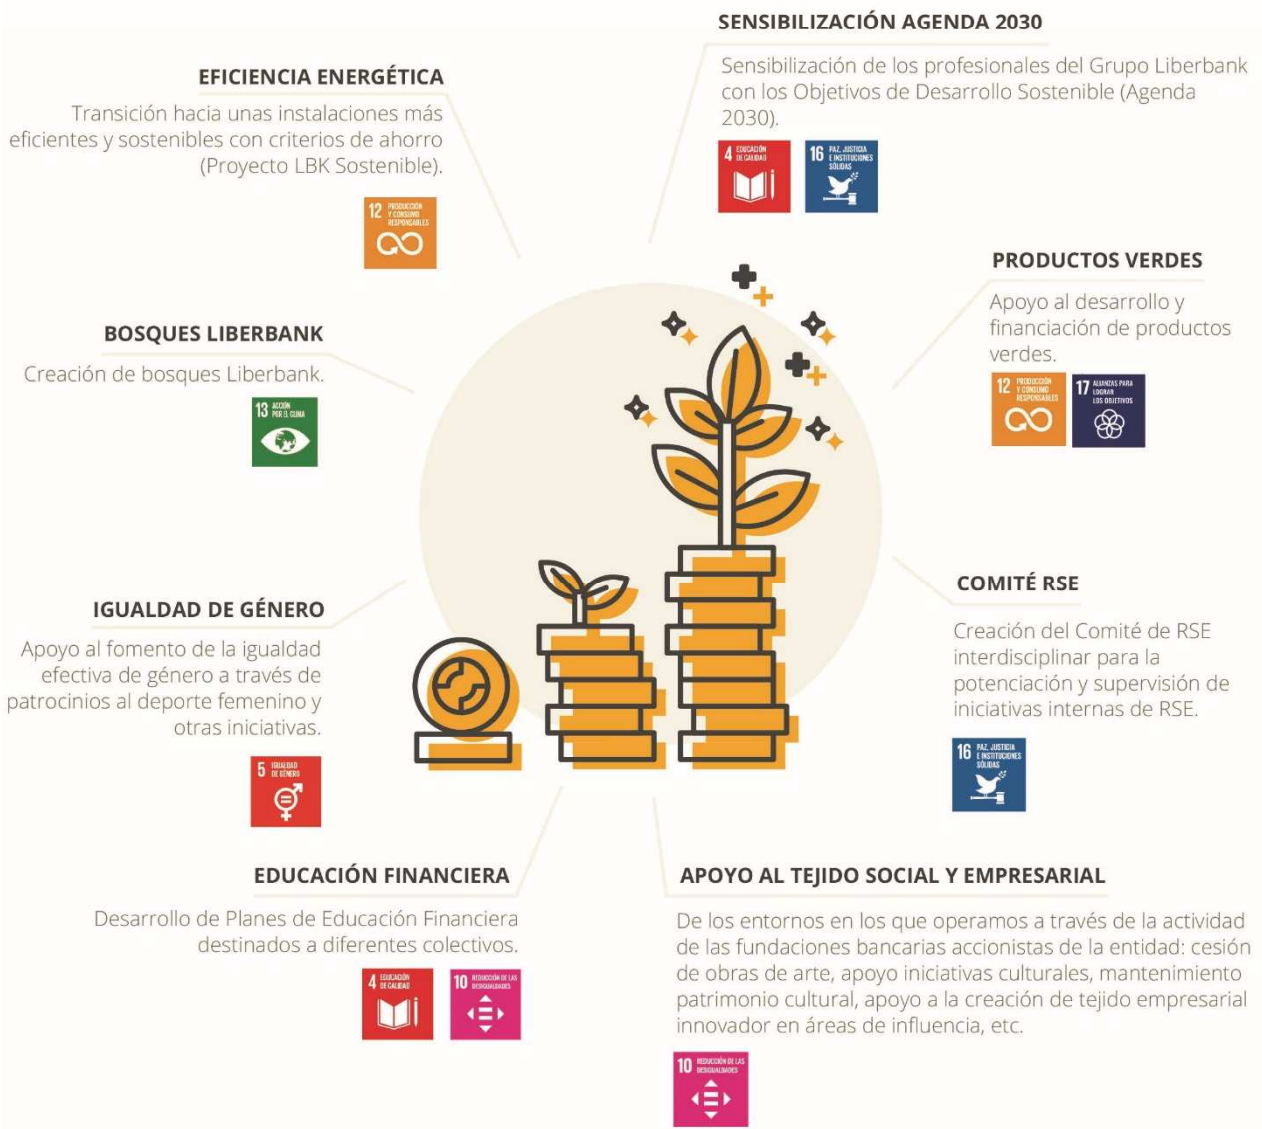 SENSIBILIZACIÓN AGENDA 2030
Sensibilización de los profesionales del Grupo Liberbank
con los Objetivos de Desarrollo Sostenible (Agenda
2030).
4 EDUCACIÓN
DE CALIDAD
16 PAZ, JUSTICIA
E INSTITUCIONES
SÓLIDAS
EFICIENCIA ENERGÉTICA
Transición hacia unas instalaciones más
eficientes y sostenibles con criterios de ahorro
(Proyecto LBK Sostenible).
12 PRODUCCIÓN
Y CONSUMO
RESPONSABLES
PRODUCTOS VERDES
Apoyo al desarrollo y
financiación de productos
verdes.
12 PRODUCCIÓN
Y CONSUMO
RESPONSABLES
17 ALIANZAS PARA
LOGRAR
LOS OBJETIVOS
BOSQUES LIBERBANK
Creación de bosques Liberbank.
13 ACCIÓN
POR EL CLIMA
COMITÉ RSE
Creación del Comité de RSE
interdisciplinar para la
potenciación y supervisión de
iniciativas internas de RSE.
16 PAZ, JUSTICIA
E INSTITUCIONES
SÓLIDAS
IGUALDAD DE GÉNERO
Apoyo al fomento de la igualdad
efectiva de género a través de
patrocinios al deporte femenino y
otras iniciativas.
5 IGUALDAD
DE GÉNERO
EDUCACIÓN FINANCIERA
Desarrollo de Planes de Educación Financiera
destinados a diferentes colectivos.
4 EDUCACIÓN
DE CALIDAD
10 REDUCCIÓN DE LAS
DESIGUALDADES
APOYO AL TEJIDO SOCIAL Y EMPRESARIAL
De los entornos en los que operamos a través de la actividad
de las fundaciones bancarias accionistas de la entidad: cesión
de obras de arte, apoyo iniciativas culturales, mantenimiento
patrimonio cultural, apoyo a la creación de tejido empresarial
innovador en áreas de influencia, etc.
10 REDUCCIÓN DE LAS
DESIGUALDADES